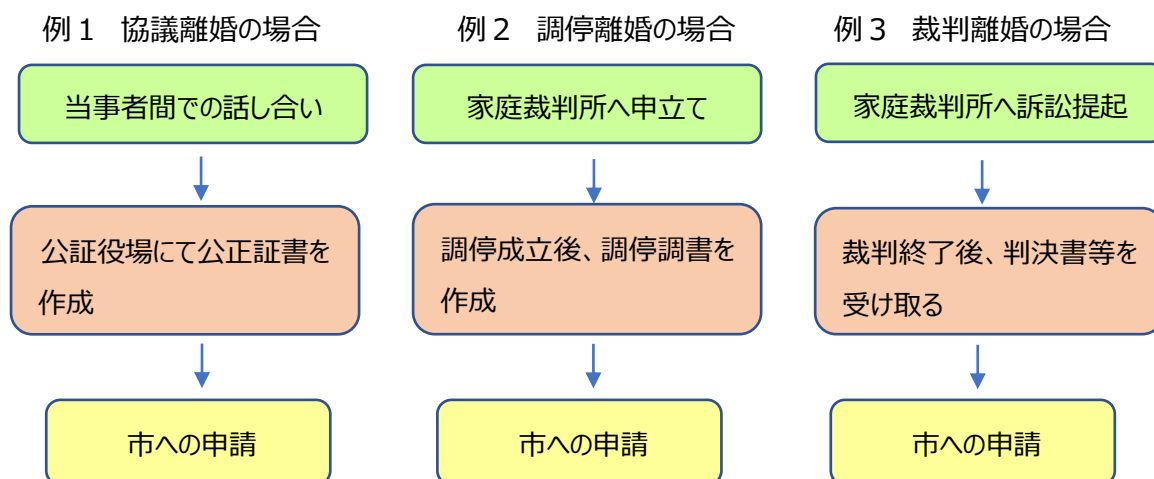 例１　協議離婚の場合
当事者間での話し合い
公証役場にて公正証書を
作成
市への申請
例２　調停離婚の場合
家庭裁判所へ申立て
調停成立後、調停調書を
作成
市への申請
例３　裁判離婚の場合
家庭裁判所へ訴訟提起
裁判終了後、判決書等を
受け取る
市への申請